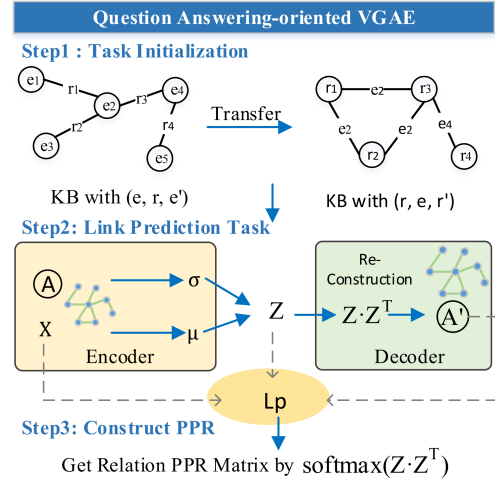 Question Answering-oriented VGAE
Step1 : Task Initialization
e1
r1
e2
r3
e4
r2
e3
r4
e5
Transfer
r1
e2
r3
e2
e2
e4
r2
r4
KB with (e, r, e')
KB with (r, e, r')
Step2: Link Prediction Task
A
σ
X
μ
Encoder
Z
Re-
Construction
Z·Z^T
A'
Decoder
Lp
Step3: Construct PPR
Get Relation PPR Matrix by softmax(Z·Z^T)